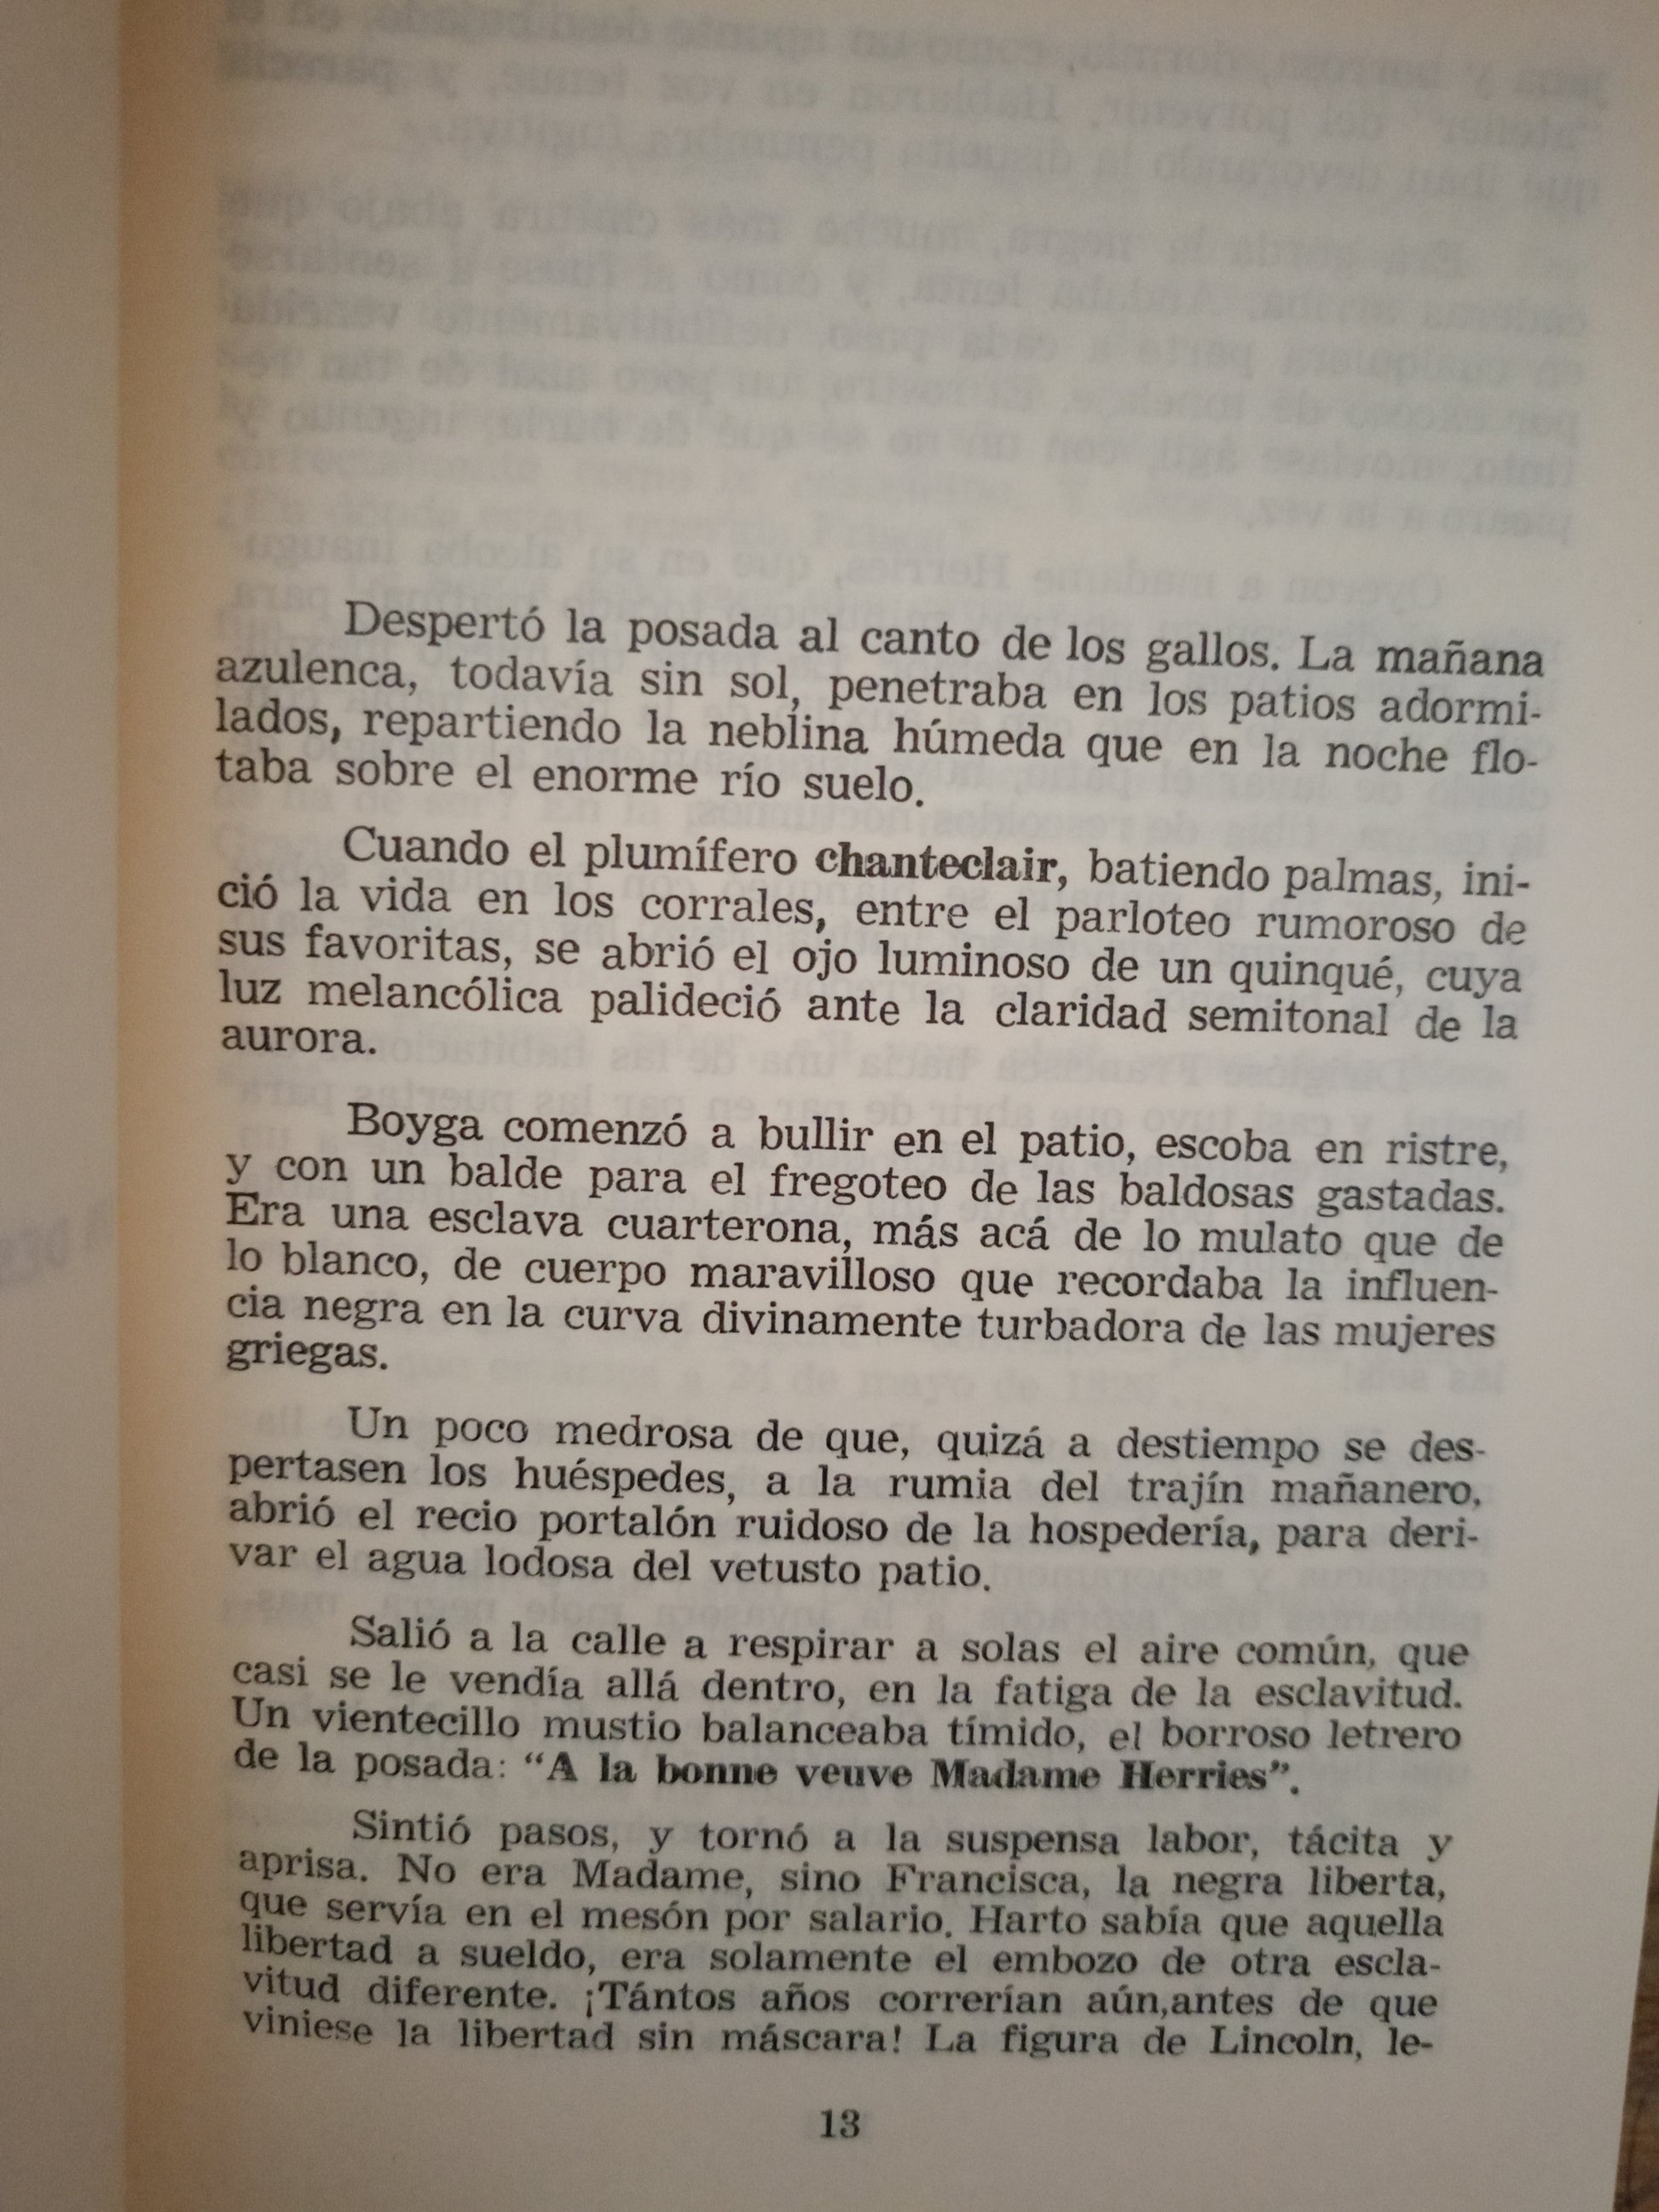 Despertó la posada al canto de los gallos. La mañana
azulenca, todavía sin sol, penetraba en los patios adormi-
lados, repartiendo la neblina húmeda que en la noche flo-
taba sobre el enorme río suelo.
Cuando el plumífero chanteclair, batiendo palmas, ini-
ció la vida en los corrales, entre el parloteo rumoroso de
sus favoritas, se abrió el ojo luminoso de un quinqué, cuya
luz melancólica palideció ante la claridad semitonal de la
aurora.
Boyga comenzó a bullir en el patio, escoba en ristre,
y con un balde para el fregoteo de las baldosas gastadas.
Era una esclava cuarterona, más acá de lo mulato que de
lo blanco, de cuerpo maravilloso que recordaba la influen-
cia negra en la curva divinamente turbadora de las mujeres
griegas.
Un poco medrosa de que, quizá a destiempo se des-
pertasen los huéspedes, a la rumia del trajín mañanero,
abrió el recio portalón ruidoso de la hospedería, para deri-
var el agua lodosa del vetusto patio.
Salió a la calle a respirar a solas el aire común, que
casi se le vendía allá dentro, en la fatiga de la esclavitud.
Un vientecillo mustio balanceaba tímido, el borroso letrero
de la posada: “A la bonne veuve Madame Herries”.
Sintió pasos, y tornó a la suspensa labor, tácita y
aprisa. No era Madame, sino Francisca, la negra liberta,
que servía en el mesón por salario. Harto sabía que aquella
libertad a sueldo, era solamente el embozo de otra escla-
vitud diferente. ¡Tántos años correrían aún,antes de que
viniese la libertad sin máscara! La figura de Lincoln, le-
13